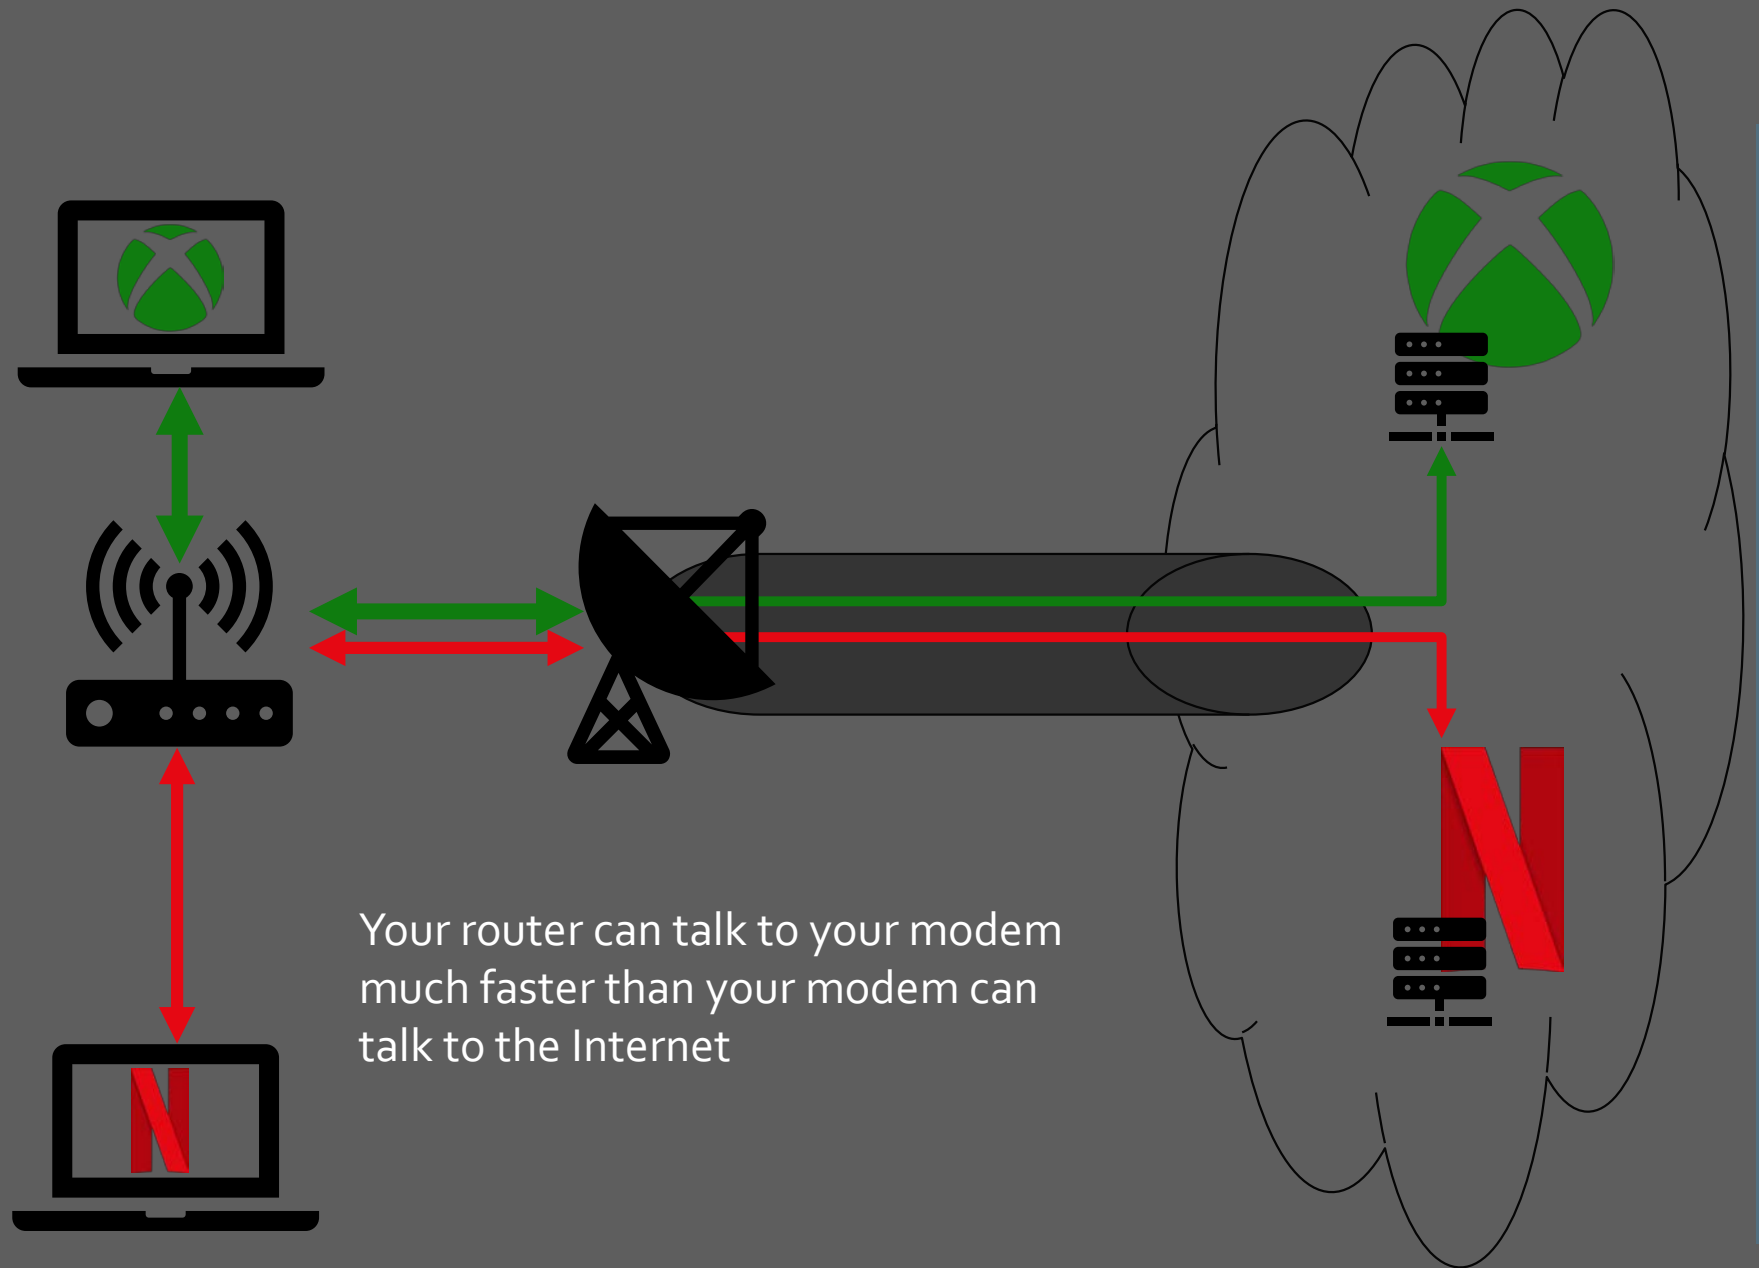 Your router can talk to your modem
much faster than your modem can
talk to the Internet